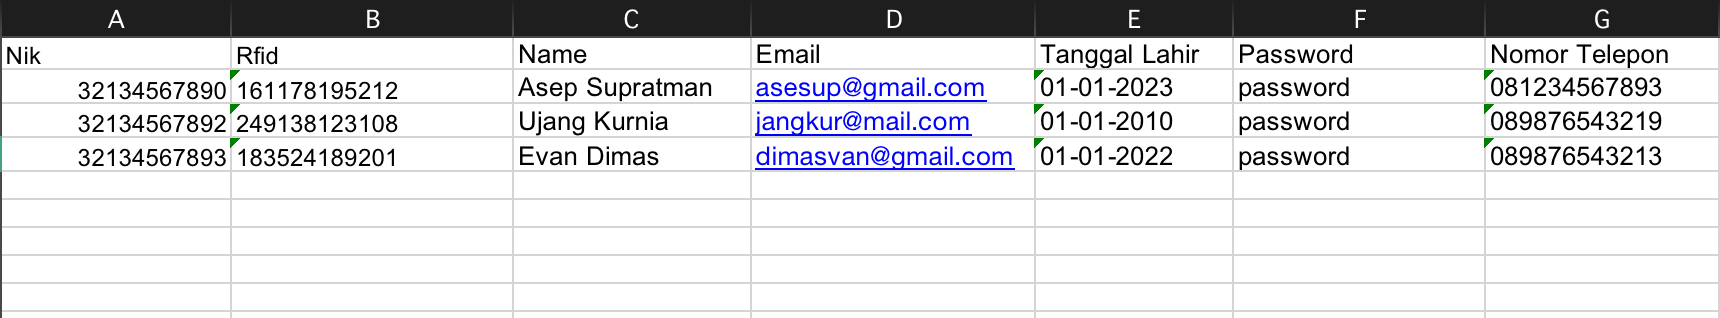 A B C D E F G
Nik Rfid Name Email Tanggal Lahir Password Nomor Telepon
32134567890 161178195212 Asep Supratman asesup@gmail.com 01-01-2023 password 081234567893
32134567892 249138123108 Ujang Kurnia jangkur@mail.com 01-01-2010 password 089876543219
32134567893 183524189201 Evan Dimas dimasvan@gmail.com 01-01-2022 password 089876543213